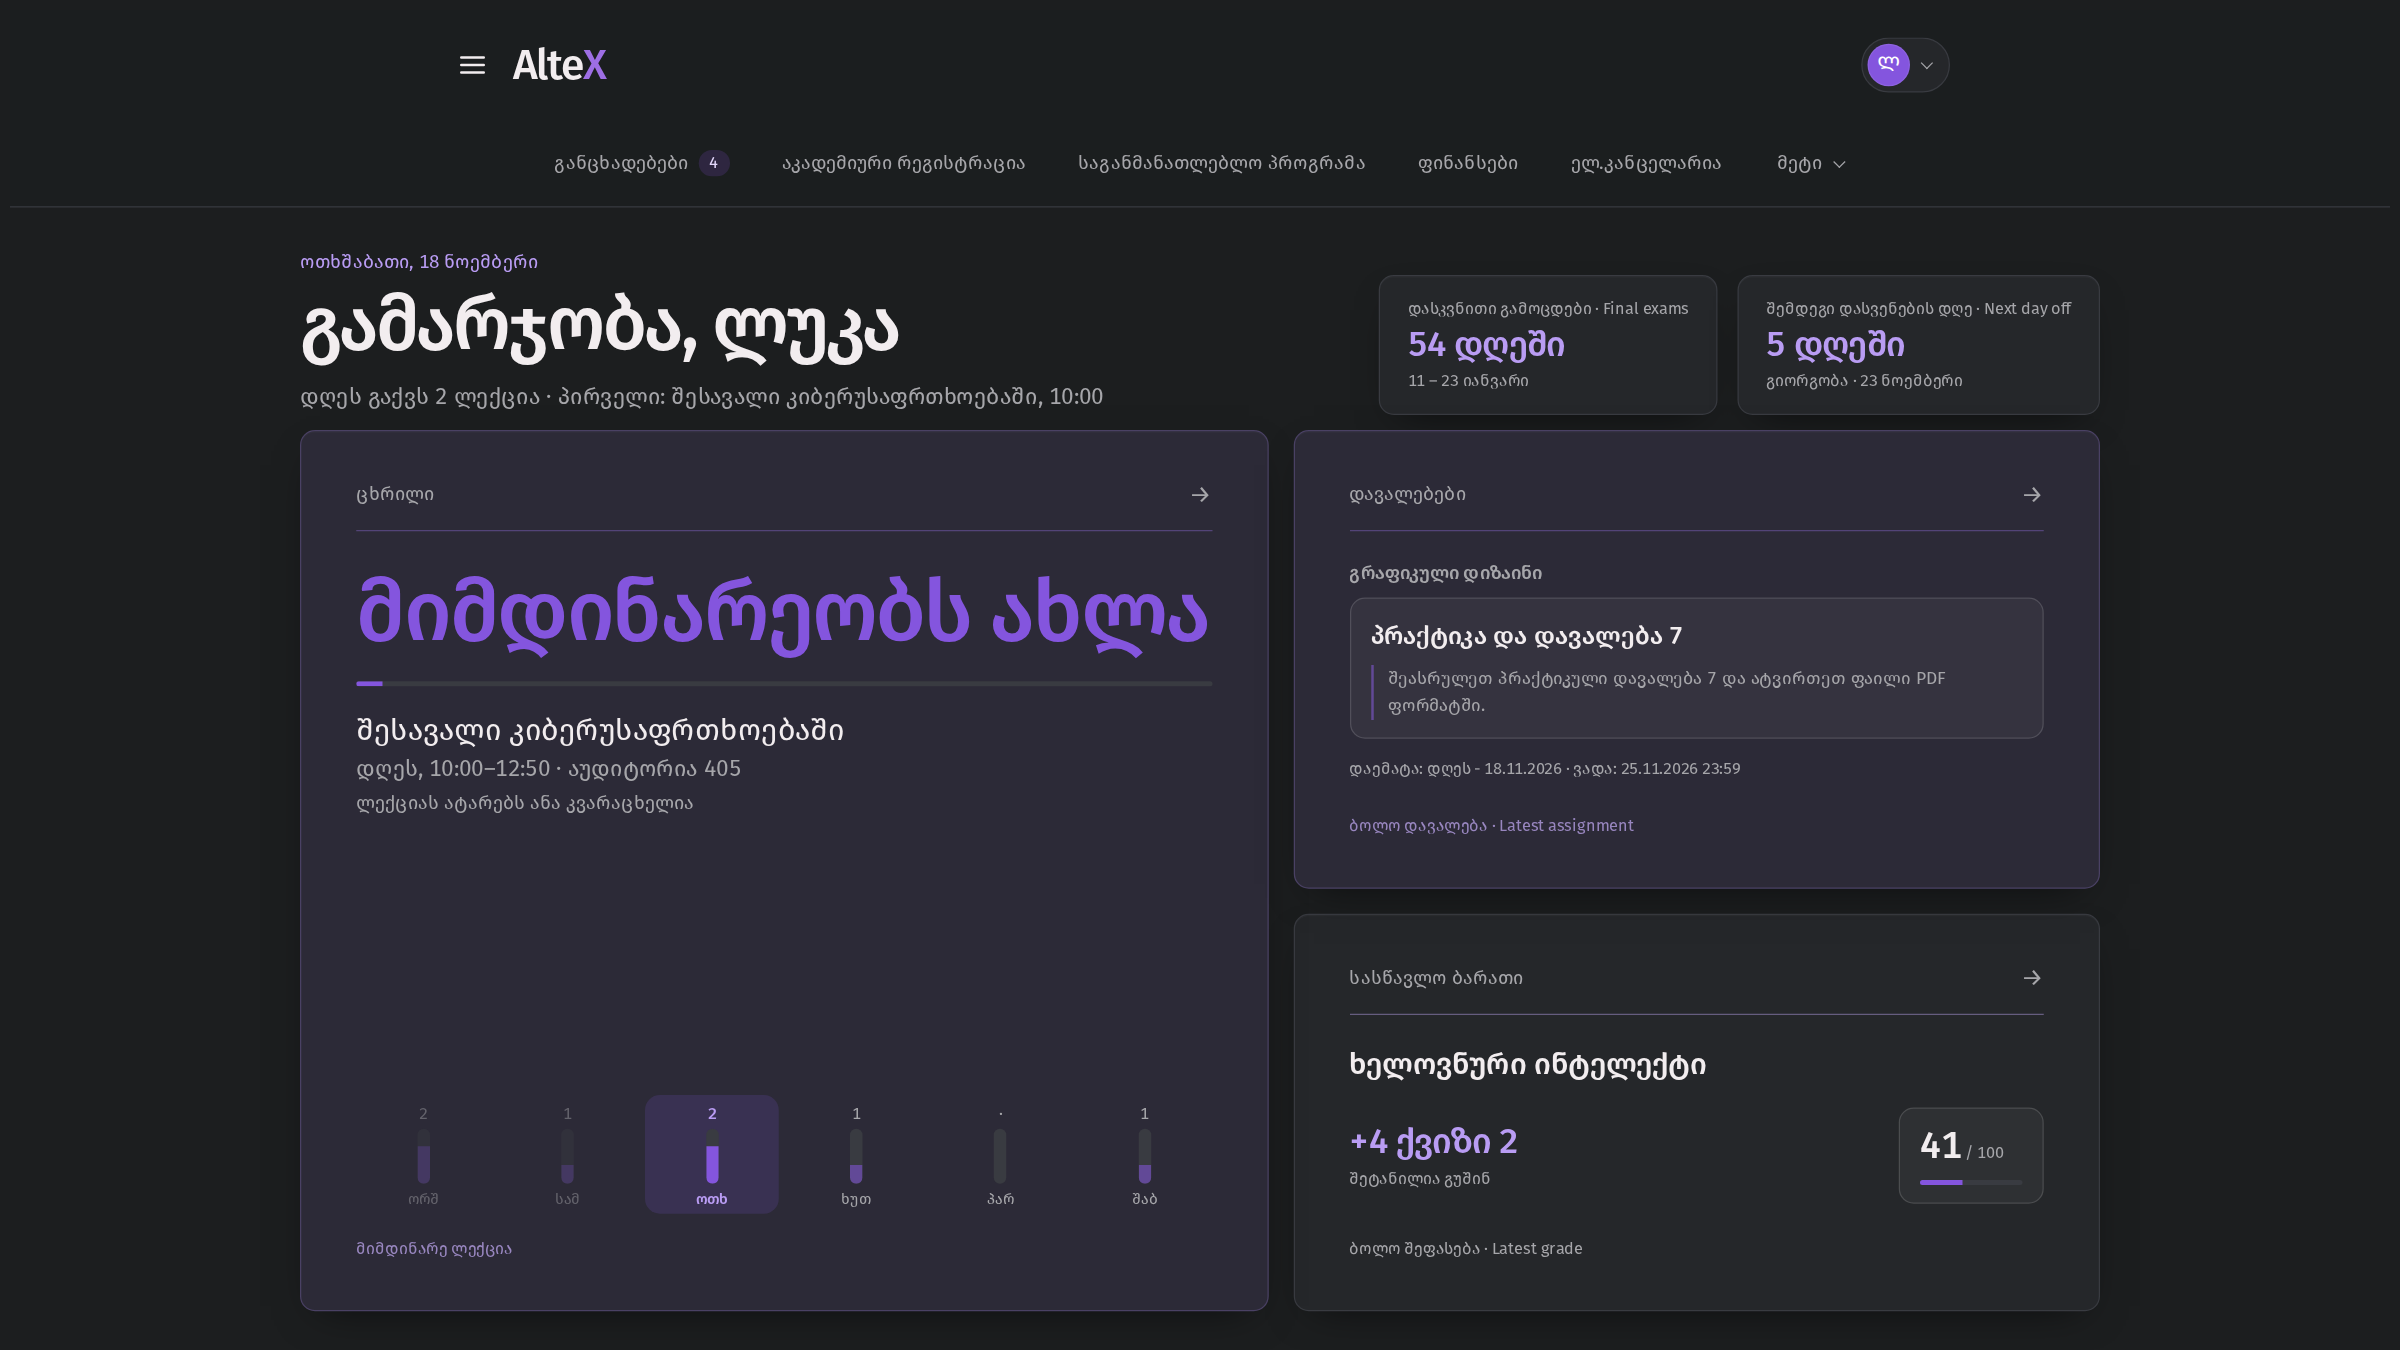 AlteX
ლ
განცხადებები 4
აკადემიური რეგისტრაცია
საგანმანათლებლო პროგრამა
ფინანსები
ელ.კანცელარია
მეტი
ოთხშაბათი, 18 ნოემბერი
გამარჯობა, ლუკა
დღეს გაქვს 2 ლექცია · პირველი: შესავალი კიბერუსაფრთხოებაში, 10:00
დასკვნითი გამოცდები · Final exams
54 დღეში
11 – 23 იანვარი
შემდეგი დასვენების დღე · Next day off
5 დღეში
გიორგობა · 23 ნოემბერი
ცხრილი
მიმდინარეობს ახლა
შესავალი კიბერუსაფრთხოებაში
დღეს, 10:00–12:50 · აუდიტორია 405
ლექციას ატარებს ანა კვარაცხელია
2 1 2 1 · 1
ორშ სამ ოთხ ხუთ პარ შაბ
მიმდინარე ლექცია
დავალებები
გრაფიკული დიზაინი
პრაქტიკა და დავალება 7
შეასრულეთ პრაქტიკული დავალება 7 და ატვირთეთ ფაილი PDF
ფორმატში.
დაემატა: დღეს - 18.11.2026 · ვადა: 25.11.2026 23:59
ბოლო დავალება · Latest assignment
სასწავლო ბარათი
ხელოვნური ინტელექტი
+4 ქვიზი 2
შეტანილია გუშინ
41 / 100
ბოლო შეფასება · Latest grade